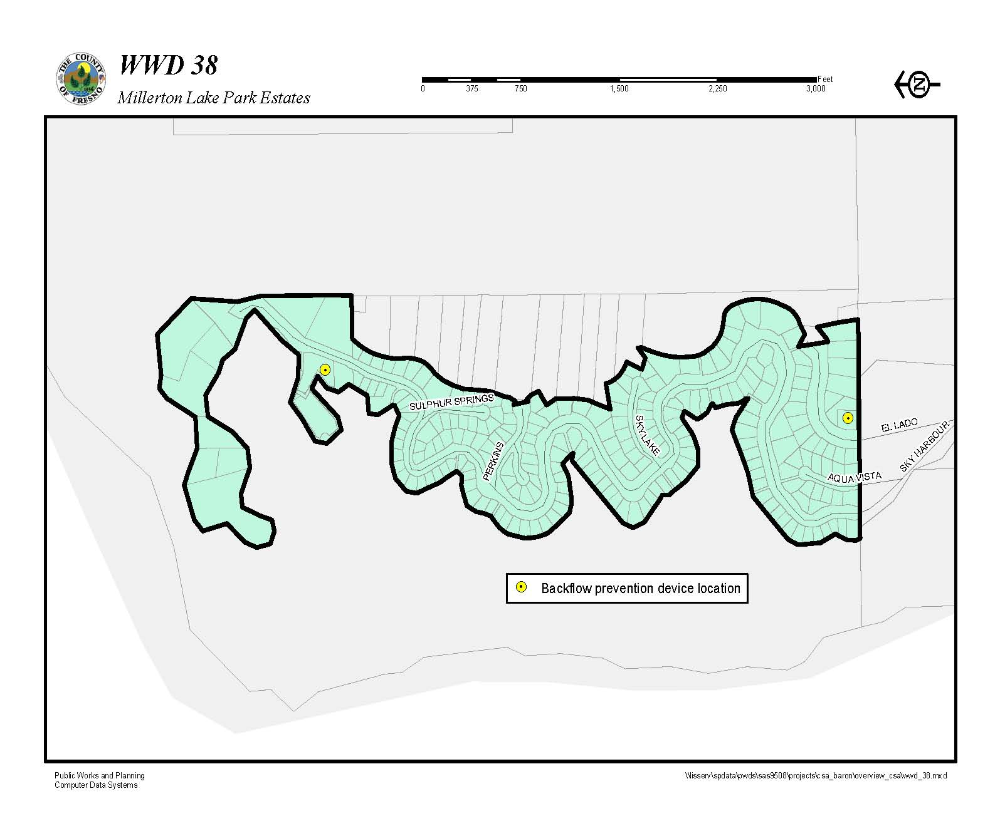 THE COUNTY
OF FRESNO
1856
WWD 38
Millerton Lake Park Estates
Feet
0 375 750 1,500 2,250 3,000
N
SULPHUR SPRINGS
PERKINS
SKY LAKE
EL LADO
SKY HARBOUR
AQUA VISTA
Backflow prevention device location
Public Works and Planning
Computer Data Systems
\\lisserv\spdata\pwds\sas9508\projects\csa_baron\overview_csa\wwd_38.mxd